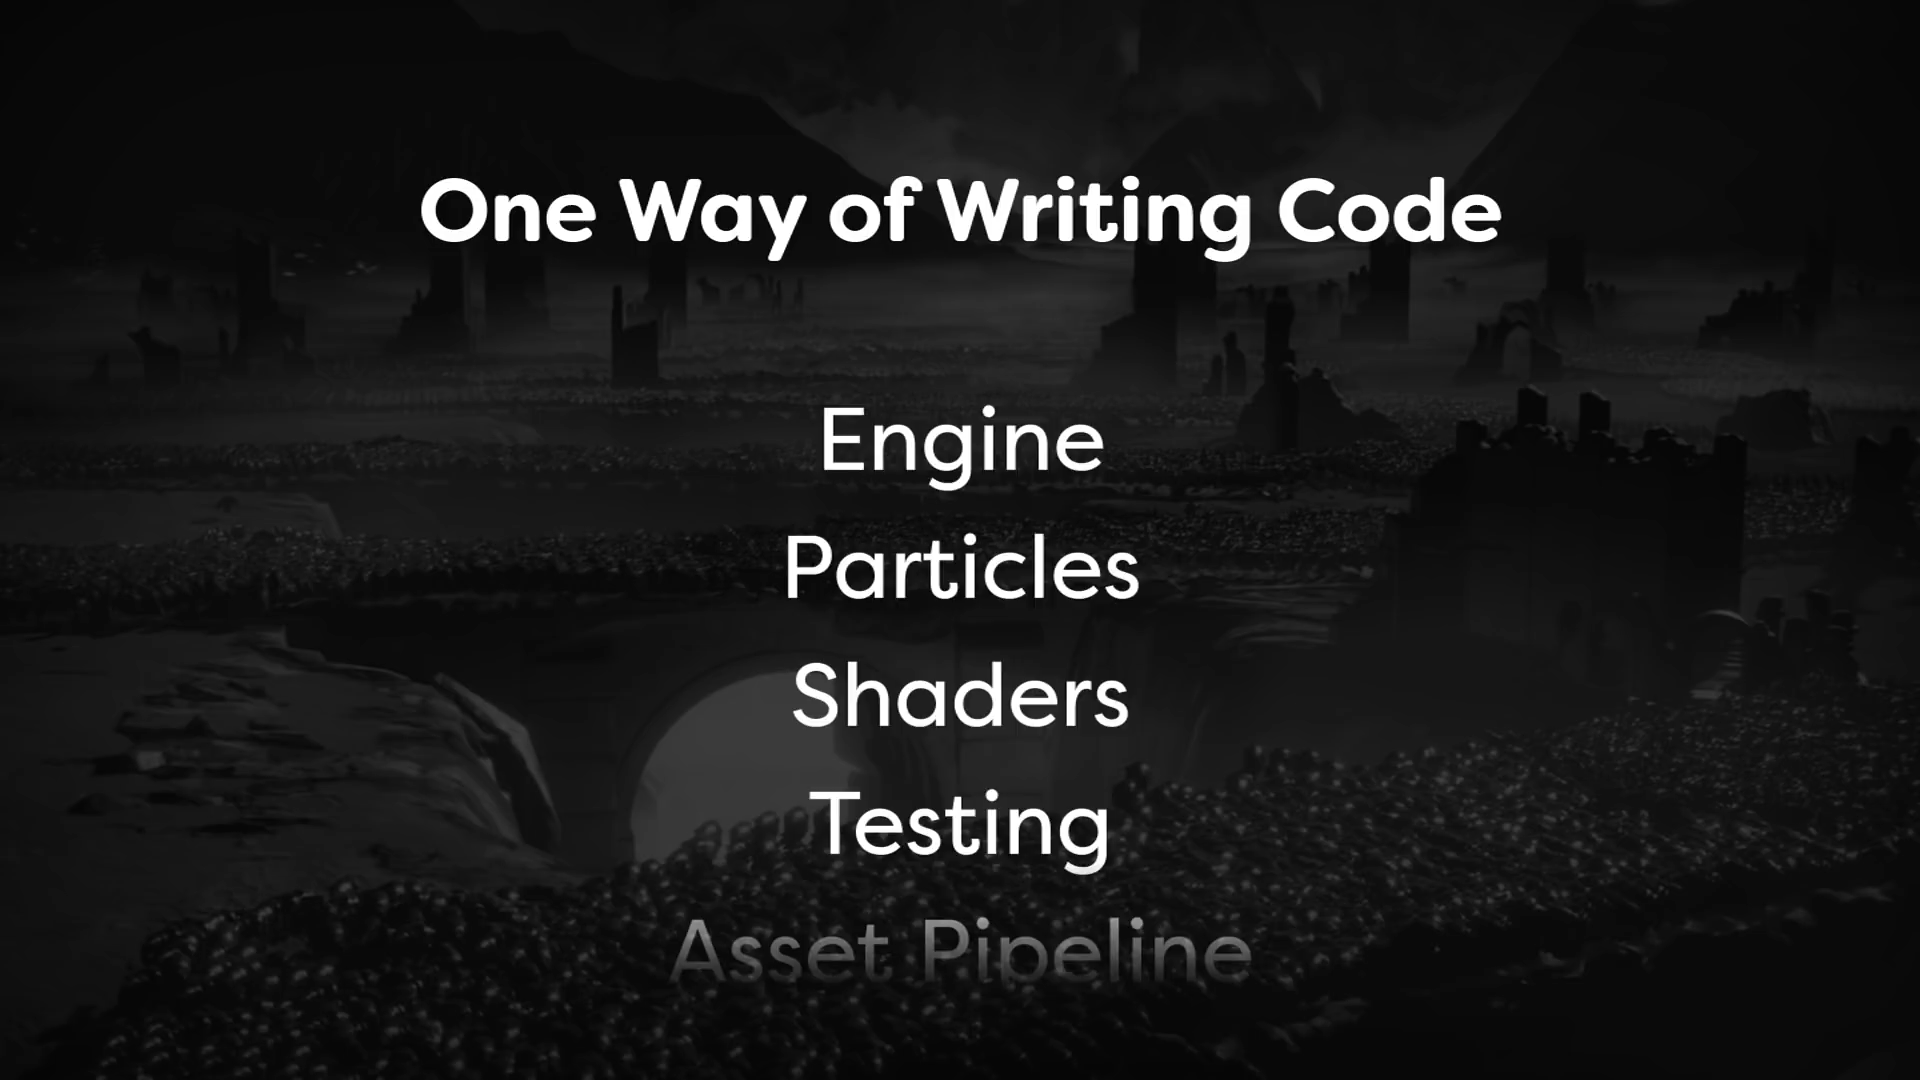 One Way of Writing Code
Engine
Particles
Shaders
Testing
Asset Pipeline